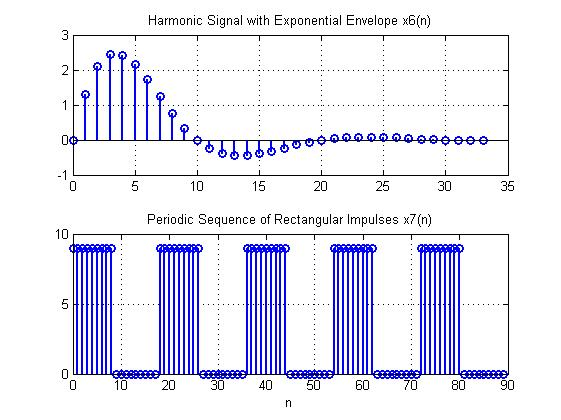 Harmonic Signal with Exponential Envelope x6(n)
3
2
1
0
-1
0 5 10 15 20 25 30 35
Periodic Sequence of Rectangular Impulses x7(n)
10
5
0
0 10 20 30 40 50 60 70 80 90
n